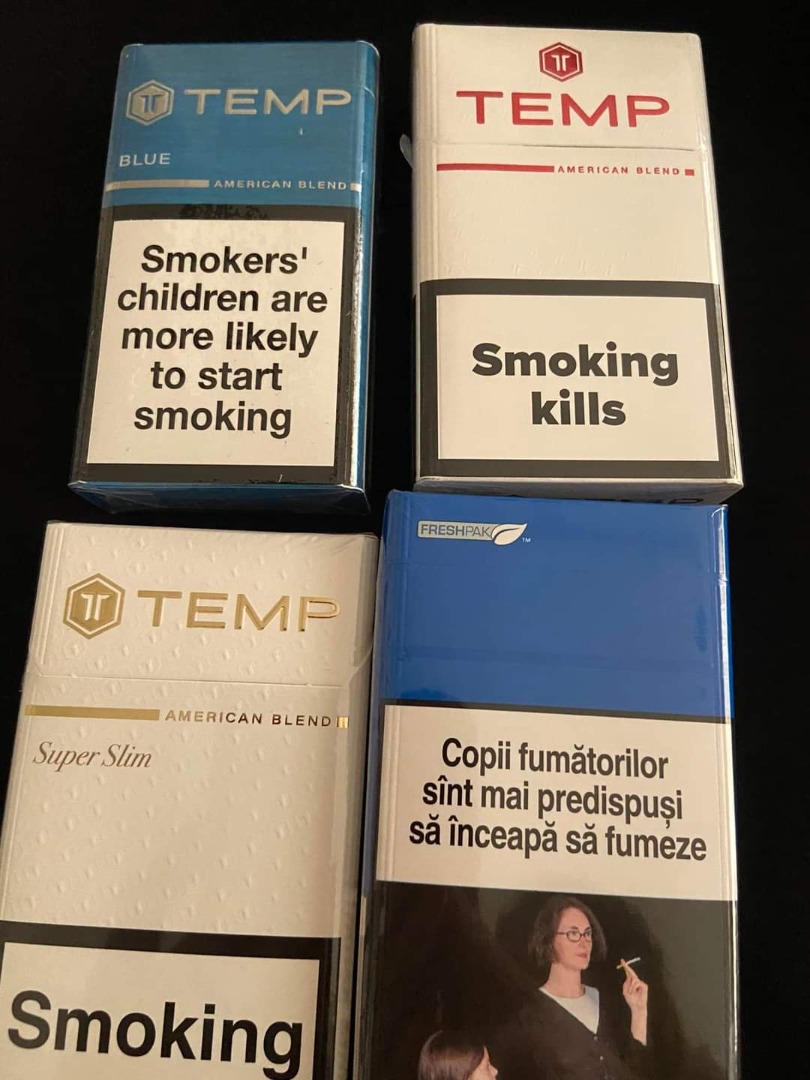 TEMP
BLUE
AMERICAN BLEND
Smokers'
children are
more likely
to start
smoking
TEMP
AMERICAN BLEND
Smoking
kills
TEMP
AMERICAN BLEND
Super Slim
Smoking
FRESHPAK™
Copii fumătorilor
sînt mai predispuși
să înceapă să fumeze